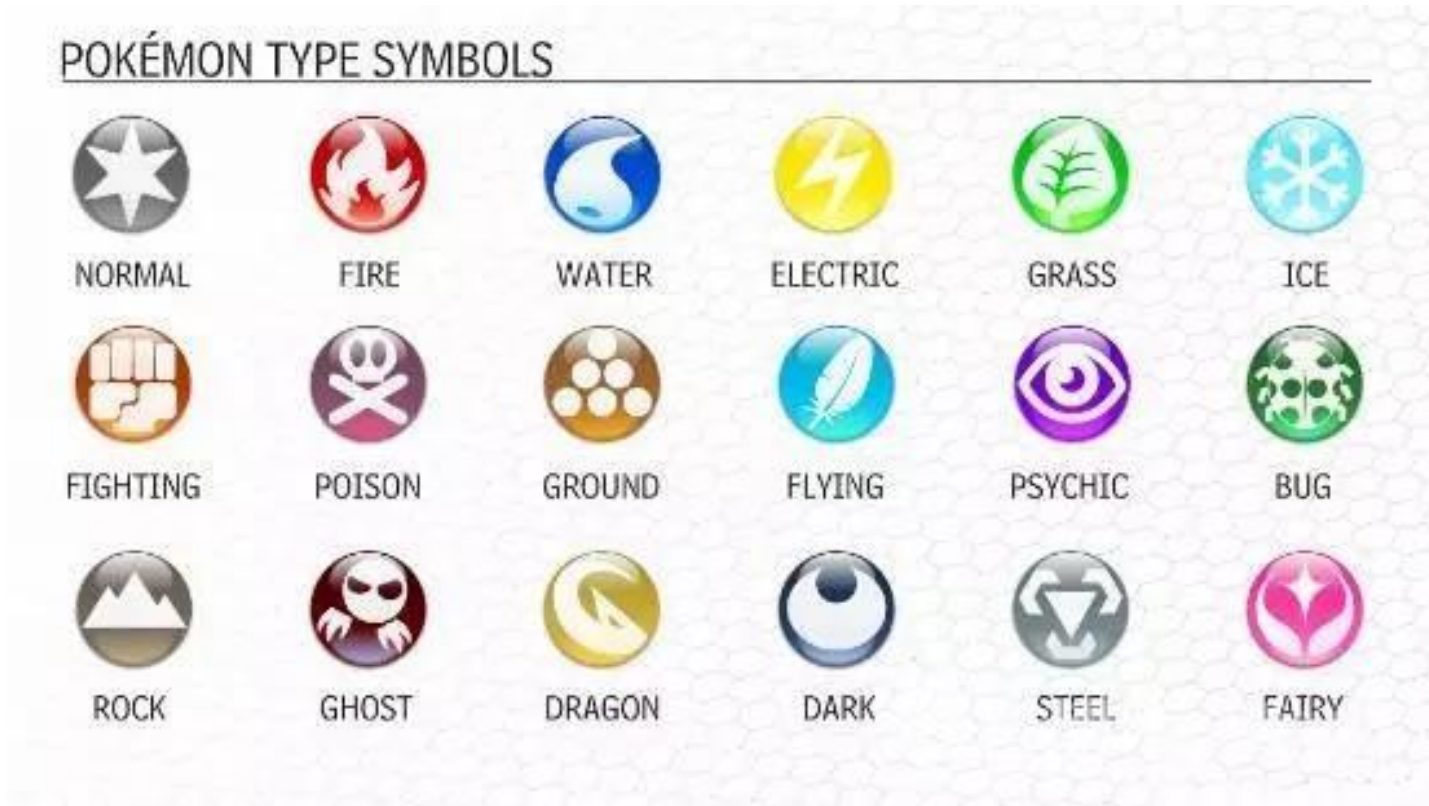 POKÉMON TYPE SYMBOLS
NORMAL FIRE WATER ELECTRIC GRASS ICE
FIGHTING POISON GROUND FLYING PSYCHIC BUG
ROCK GHOST DRAGON DARK STEEL FAIRY